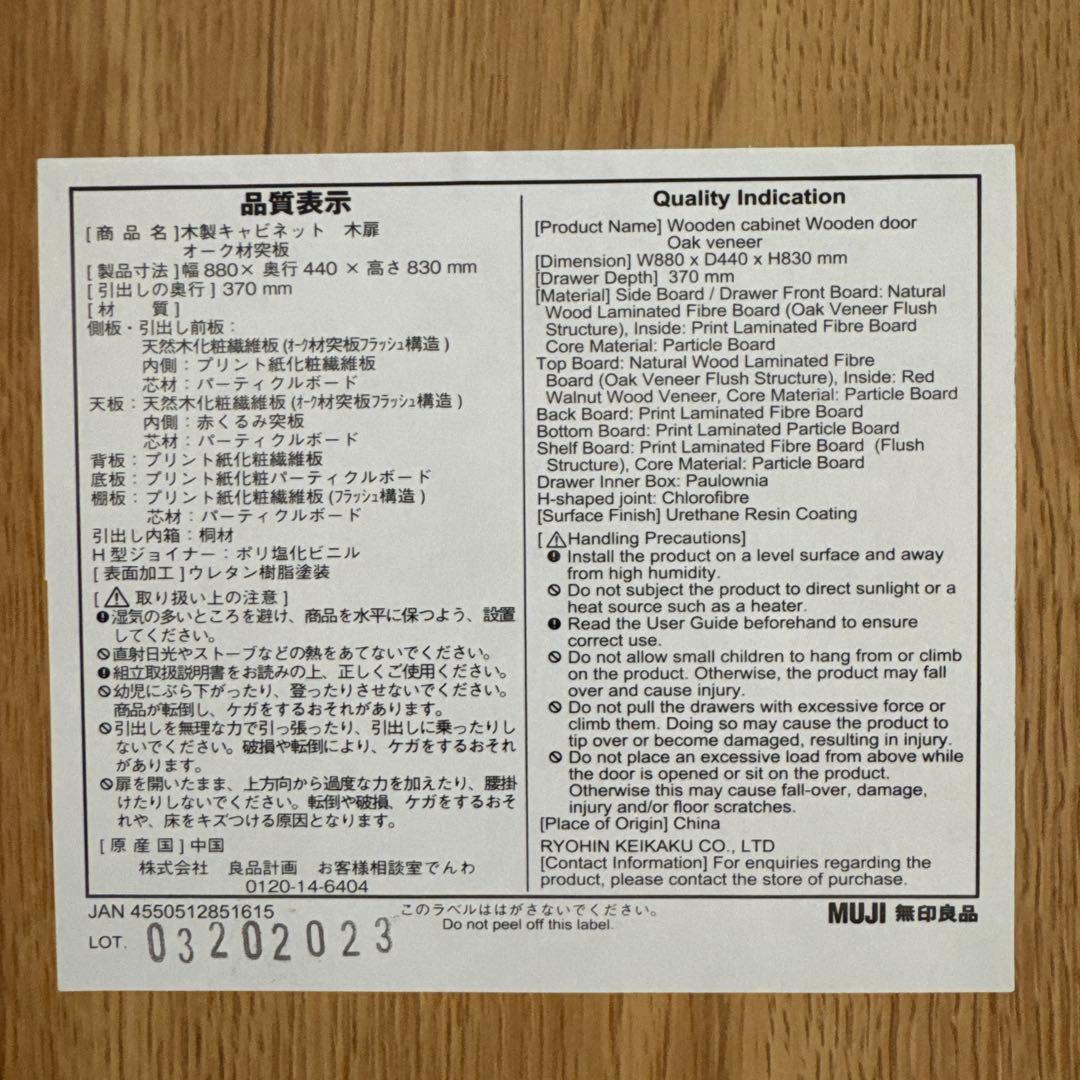 品質表示
[商品名]木製キャビネット 木扉
オーク材突板
[製品寸法]幅880×奥行440×高さ830mm
[引出しの奥行]370mm
[材 質]
側板・引出し前板:
天然木化粧繊維板(ｵｰｸ材突板ﾌﾗｯｼｭ構造)
内側:プリント紙化粧繊維板
芯材:パーティクルボード
天板:天然木化粧繊維板(ｵｰｸ材突板ﾌﾗｯｼｭ構造)
内側:赤くるみ突板
芯材:パーティクルボード
背板:プリント紙化粧繊維板
底板:プリント紙化粧パーティクルボード
棚板:プリント紙化粧繊維板(ﾌﾗｯｼｭ構造)
芯材:パーティクルボード
引出し内箱:桐材
H型ジョイナー:ポリ塩化ビニル
[表面加工]ウレタン樹脂塗装
[⚠取り扱い上の注意]
湿気の多いところを避け、商品を水平に保つよう、設置
してください。
直射日光やストーブなどの熱をあてないでください。
組立取扱説明書をお読みの上、正しくご使用ください。
幼児にぶら下がったり、登ったりさせないでください。
商品が転倒し、ケガをするおそれがあります。
引出しを無理な力で引っ張ったり、引出しに乗ったりし
ないでください。破損や転倒により、ケガをするおそれ
があります。
扉を開いたまま、上方向から過度な力を加えたり、腰掛
けたりしないでください。転倒や破損、ケガをするおそ
れや、床をキズつける原因となります。
[原産国]中国
株式会社 良品計画 お客様相談室でんわ
0120-14-6404
Quality Indication
[Product Name] Wooden cabinet Wooden door
Oak veneer
[Dimension] W880 x D440 x H830 mm
[Drawer Depth] 370 mm
[Material] Side Board / Drawer Front Board: Natural
Wood Laminated Fibre Board (Oak Veneer Flush
Structure), Inside: Print Laminated Fibre Board
Core Material: Particle Board
Top Board: Natural Wood Laminated Fibre
Board (Oak Veneer Flush Structure), Inside: Red
Walnut Wood Veneer, Core Material: Particle Board
Back Board: Print Laminated Fibre Board
Bottom Board: Print Laminated Particle Board
Shelf Board: Print Laminated Fibre Board (Flush
Structure), Core Material: Particle Board
Drawer Inner Box: Paulownia
H-shaped joint: Chlorofibre
[Surface Finish] Urethane Resin Coating
[⚠Handling Precautions]
Install the product on a level surface and away
from high humidity.
Do not subject the product to direct sunlight or a
heat source such as a heater.
Read the User Guide beforehand to ensure
correct use.
Do not allow small children to hang from or climb
on the product. Otherwise, the product may fall
over and cause injury.
Do not pull the drawers with excessive force or
climb them. Doing so may cause the product to
tip over or become damaged, resulting in injury.
Do not place an excessive load from above while
the door is opened or sit on the product.
Otherwise this may cause fall-over, damage,
injury and/or floor scratches.
[Place of Origin] China
RYOHIN KEIKAKU CO., LTD
[Contact Information] For enquiries regarding the
product, please contact the store of purchase.
JAN 4550512851615
LOT. 03202023
このラベルははがさないでください。
Do not peel off this label.
MUJI 無印良品